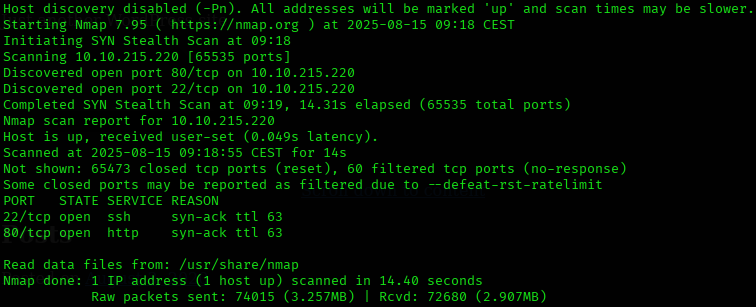 Host discovery disabled (-Pn). All addresses will be marked 'up' and scan times may be slower.
Starting Nmap 7.95 ( https://nmap.org ) at 2025-08-15 09:18 CEST
Initiating SYN Stealth Scan at 09:18
Scanning 10.10.215.220 [65535 ports]
Discovered open port 80/tcp on 10.10.215.220
Discovered open port 22/tcp on 10.10.215.220
Completed SYN Stealth Scan at 09:19, 14.31s elapsed (65535 total ports)
Nmap scan report for 10.10.215.220
Host is up, received user-set (0.049s latency).
Scanned at 2025-08-15 09:18:55 CEST for 14s
Not shown: 65473 closed tcp ports (reset), 60 filtered tcp ports (no-response)
Some closed ports may be reported as filtered due to --defeat-rst-ratelimit
PORT   STATE SERVICE REASON
22/tcp open  ssh     syn-ack ttl 63
80/tcp open  http    syn-ack ttl 63
Read data files from: /usr/share/nmap
Nmap done: 1 IP address (1 host up) scanned in 14.40 seconds
           Raw packets sent: 74015 (3.257MB) | Rcvd: 72680 (2.907MB)